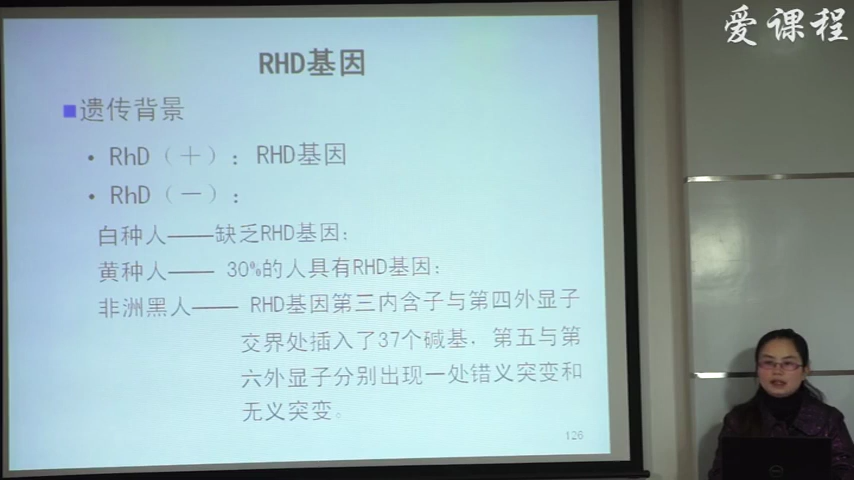 爱课程
RHD基因
遗传背景
• RhD（＋）：RHD基因
• RhD（－）：
白种人——缺乏RHD基因；
黄种人—— 30%的人具有RHD基因；
非洲黑人—— RHD基因第三内含子与第四外显子
交界处插入了37个碱基，第五与第
六外显子分别出现一处错义突变和
无义突变。
126
DELL